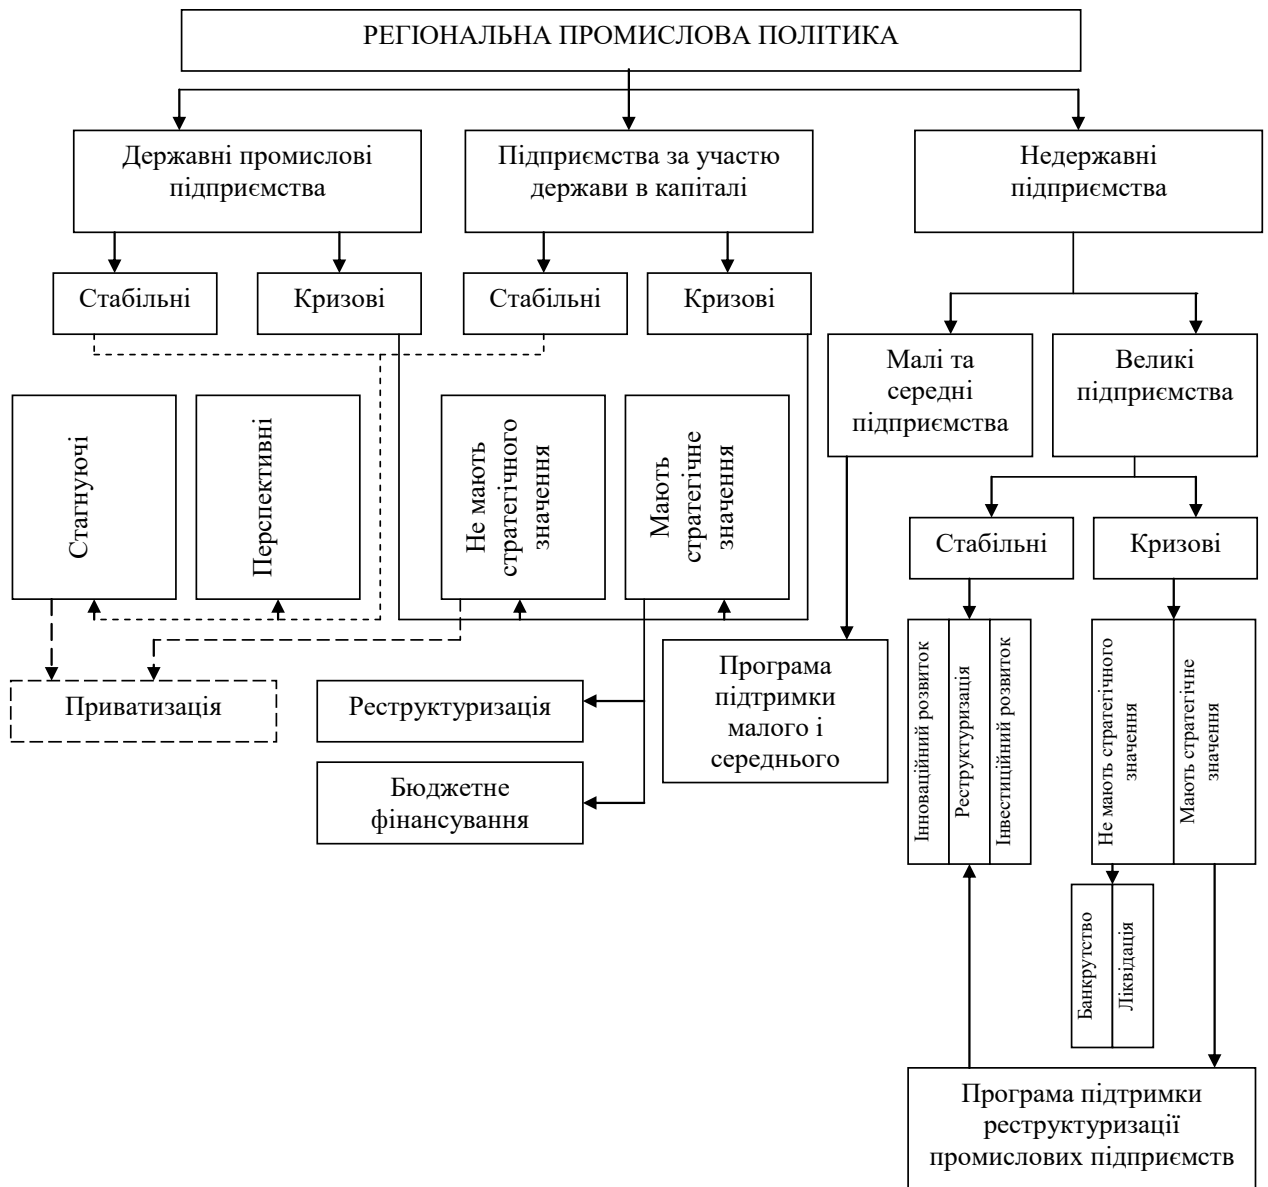 РЕГІОНАЛЬНА ПРОМИСЛОВА ПОЛІТИКА
Державні промислові
підприємства
Підприємства за участю
держави в капіталі
Недержавні
підприємства
Стабільні
Кризові
Стабільні
Кризові
Малі та
середні
підприємства
Великі
підприємства
Стагнуючі
Перспективні
Не мають
стратегічного
значення
Мають
стратегічне
значення
Стабільні
Кризові
Приватизація
Реструктуризація
Бюджетне
фінансування
Програма
підтримки
малого і
середнього
Інноваційний розвиток
Реструктуризація
Інвестиційний розвиток
Не мають стратегічного
значення
Мають стратегічне
значення
Банкрутство
Ліквідація
Програма підтримки
реструктуризації
промислових підприємств